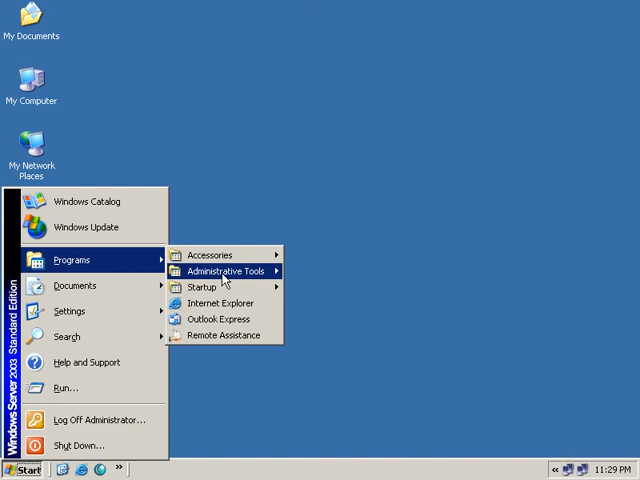 My Documents
My Computer
My Network
Places
Windows Catalog
Windows Update
Programs
Documents
Settings
Search
Help and Support
Run...
Log Off Administrator...
Shut Down...
Windows Server 2003 Standard Edition
Accessories
Administrative Tools
Startup
Internet Explorer
Outlook Express
Remote Assistance
Start
»
«
11:29 PM